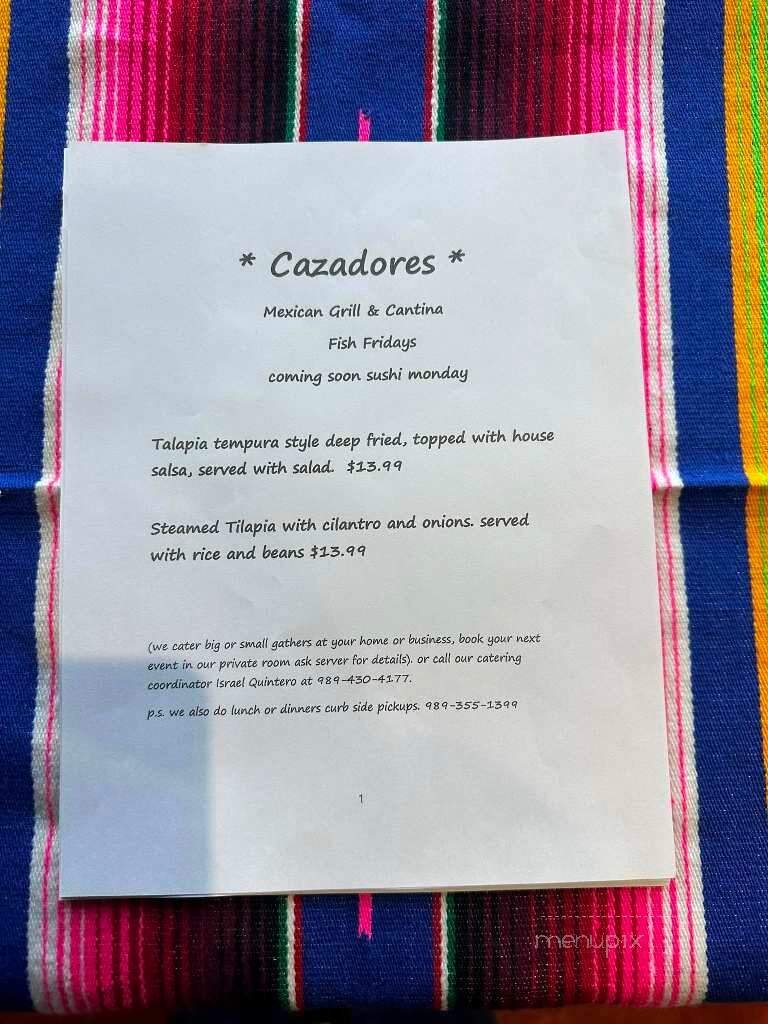 * Cazadores *
Mexican Grill & Cantina
Fish Fridays
coming soon sushi monday
Talapia tempura style deep fried, topped with house
salsa, served with salad. $13.99
Steamed Tilapia with cilantro and onions. served
with rice and beans $13.99
(we cater big or small gathers at your home or business, book your next
event in our private room ask server for details). or call our catering
coordinator Israel Quintero at 989-430-4177.
p.s. we also do lunch or dinners curb side pickups. 989-355-1399
1
menupix